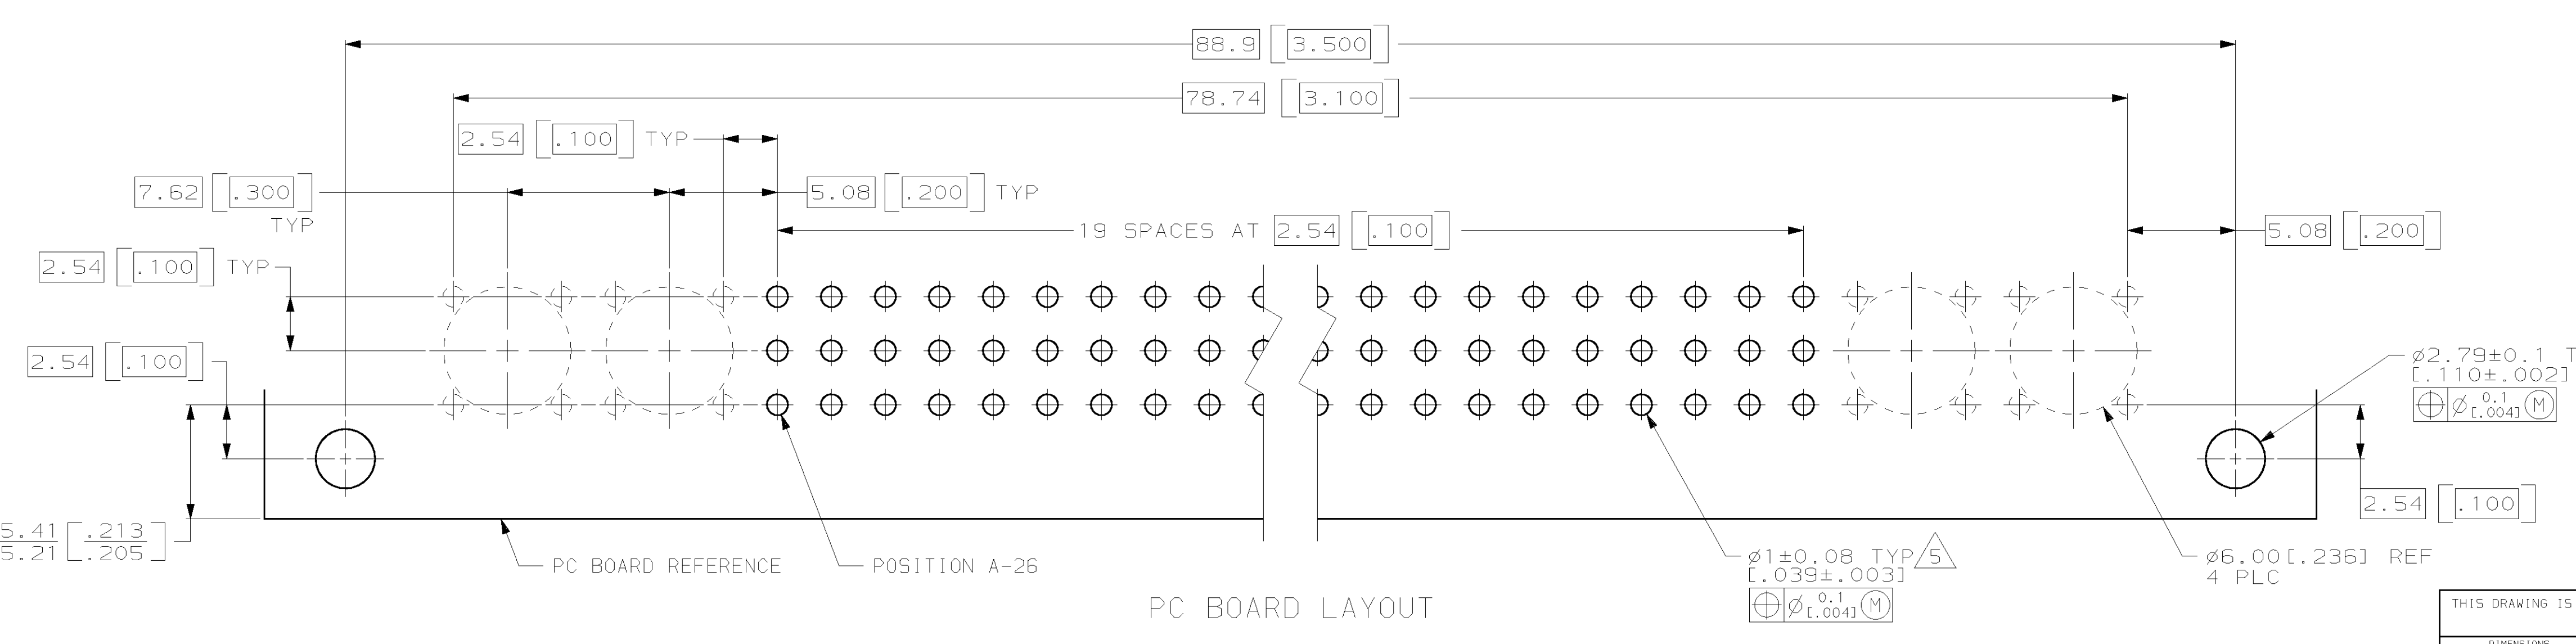 88.9 [3.500]
78.74 [3.100]
2.54 [.100] TYP
7.62 [.300]
TYP
5.08 [.200] TYP
19 SPACES AT 2.54 [.100]
5.08 [.200]
2.54 [.100] TYP
2.54 [.100]
⌀2.79±0.1 T
[.110±.002]
⌖ ⌀ 0.1 Ⓜ
[.004]
2.54 [.100]
5.41 [.213]
5.21 [.205]
PC BOARD REFERENCE
POSITION A-26
⌀1±0.08 TYP 5
[.039±.003]
⌖ ⌀ 0.1 Ⓜ
[.004]
⌀6.00[.236] REF
4 PLC
PC BOARD LAYOUT
THIS DRAWING IS
DIMENSIONS